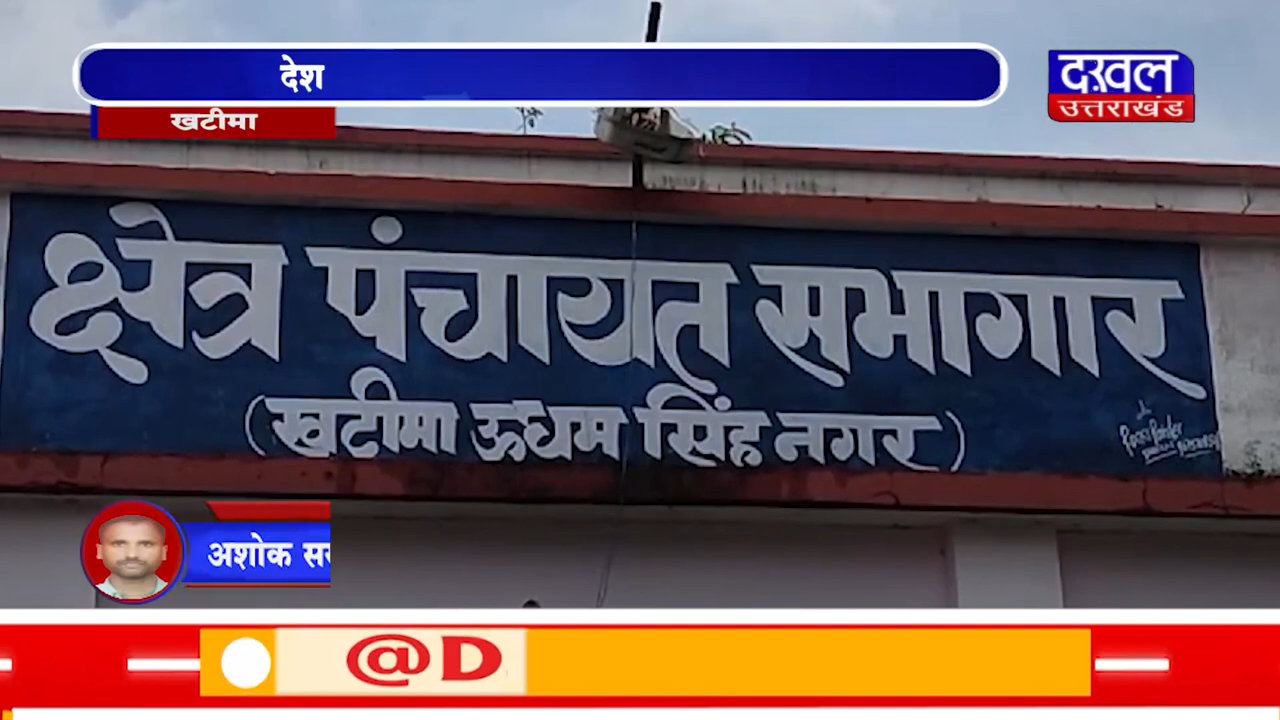 देश
दख़ल
उत्तराखंड
खटीमा
क्षेत्र पंचायत सभागार
(खटीमा ऊधम सिंह नगर)
अशोक
@D